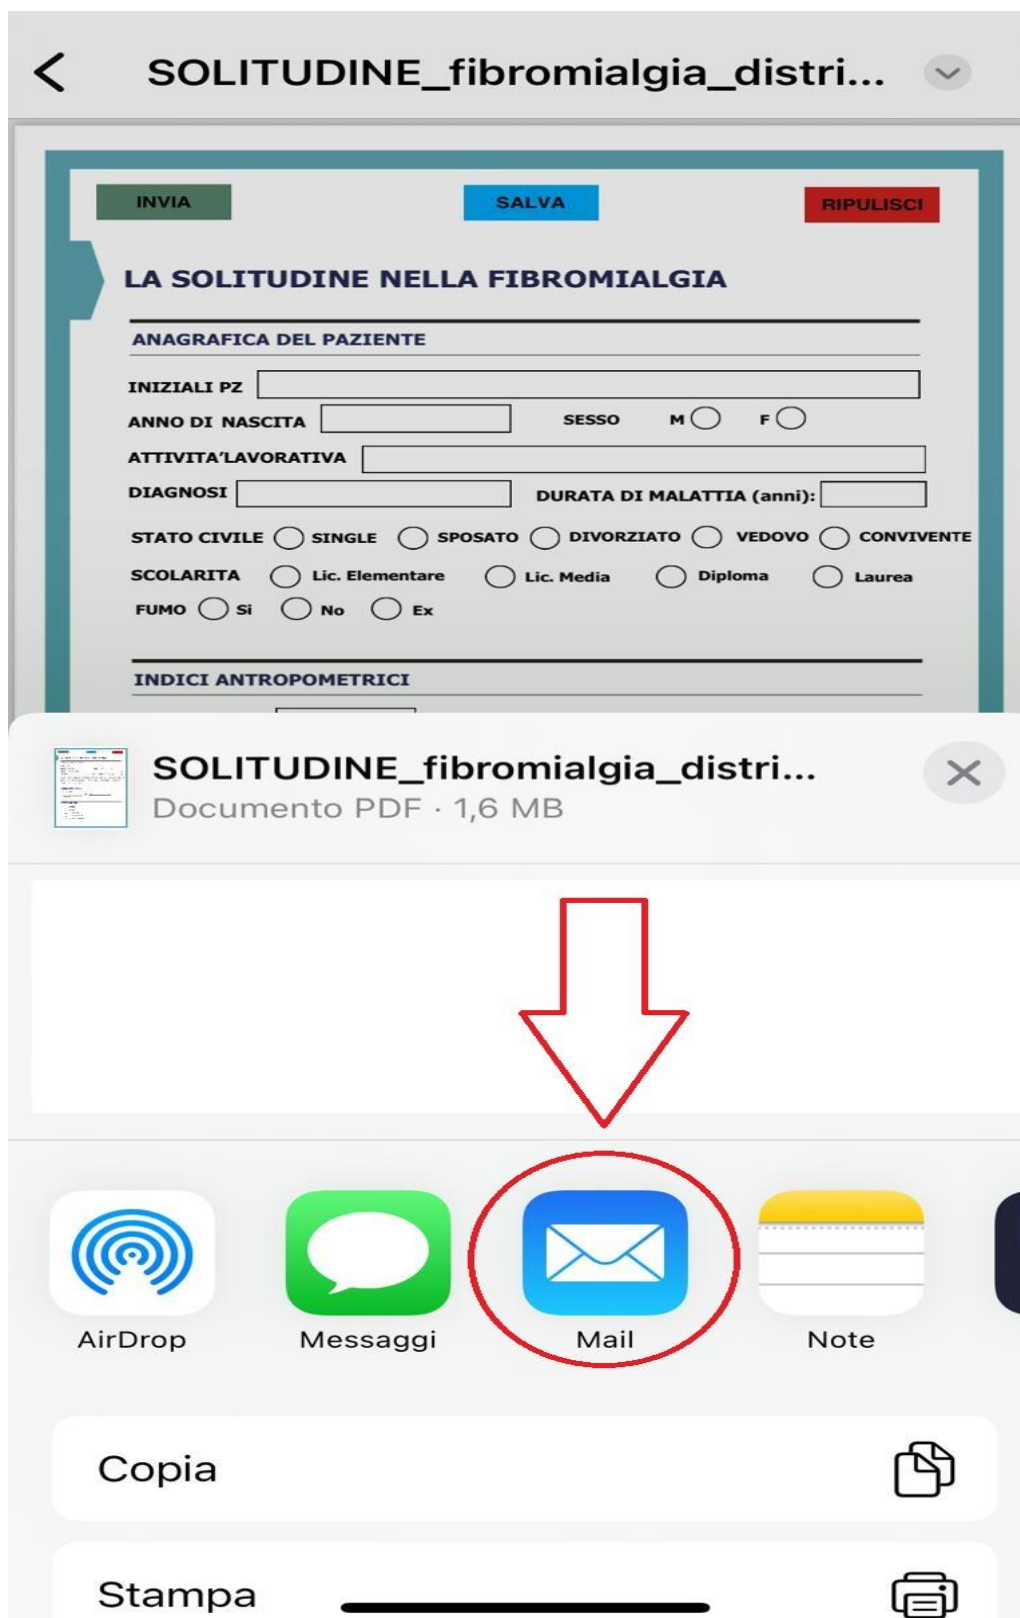 SOLITUDINE_fibromialgia_distri...
INVIA SALVA RIPULISCI
LA SOLITUDINE NELLA FIBROMIALGIA
ANAGRAFICA DEL PAZIENTE
INIZIALI PZ
ANNO DI NASCITA SESSO M F
ATTIVITA'LAVORATIVA
DIAGNOSI DURATA DI MALATTIA (anni):
STATO CIVILE SINGLE SPOSATO DIVORZIATO VEDOVO CONVIVENTE
SCOLARITA Lic. Elementare Lic. Media Diploma Laurea
FUMO Si No Ex
INDICI ANTROPOMETRICI
SOLITUDINE_fibromialgia_distri...
Documento PDF · 1,6 MB
AirDrop Messaggi Mail Note
Copia
Stampa